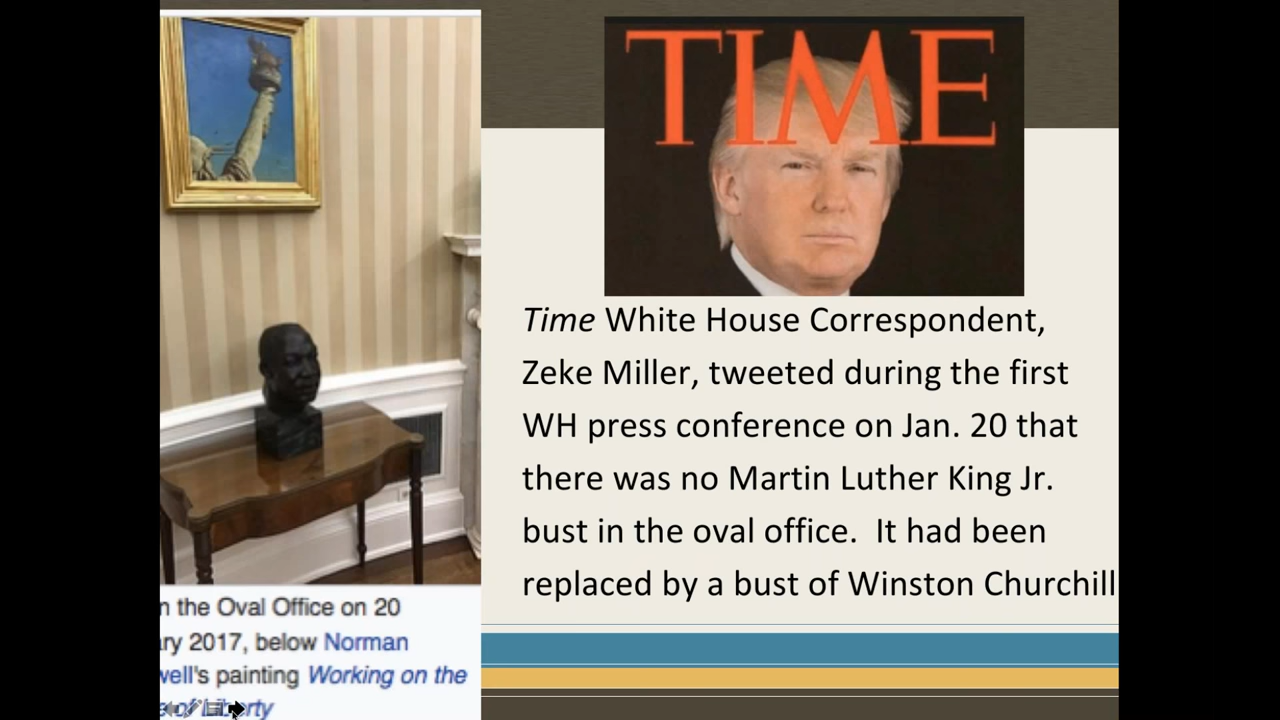 TIME
Time White House Correspondent,
Zeke Miller, tweeted during the first
WH press conference on Jan. 20 that
there was no Martin Luther King Jr.
bust in the oval office.  It had been
replaced by a bust of Winston Churchill
n the Oval Office on 20
ry 2017, below Norman
well's painting Working on the
of Liberty